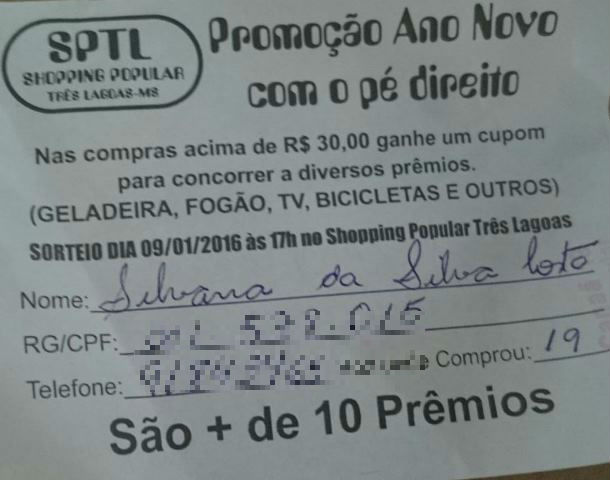 SPTL
SHOPPING POPULAR
TRÊS LAGOAS-MS
Promoção Ano Novo
com o pé direito
Nas compras acima de R$ 30,00 ganhe um cupom
para concorrer a diversos prêmios.
(GELADEIRA, FOGÃO, TV, BICICLETAS E OUTROS)
SORTEIO DIA 09/01/2016 às 17h no Shopping Popular Três Lagoas
Nome: Silvana da Silva loto
RG/CPF:
Telefone: Comprou: 19
São + de 10 Prêmios